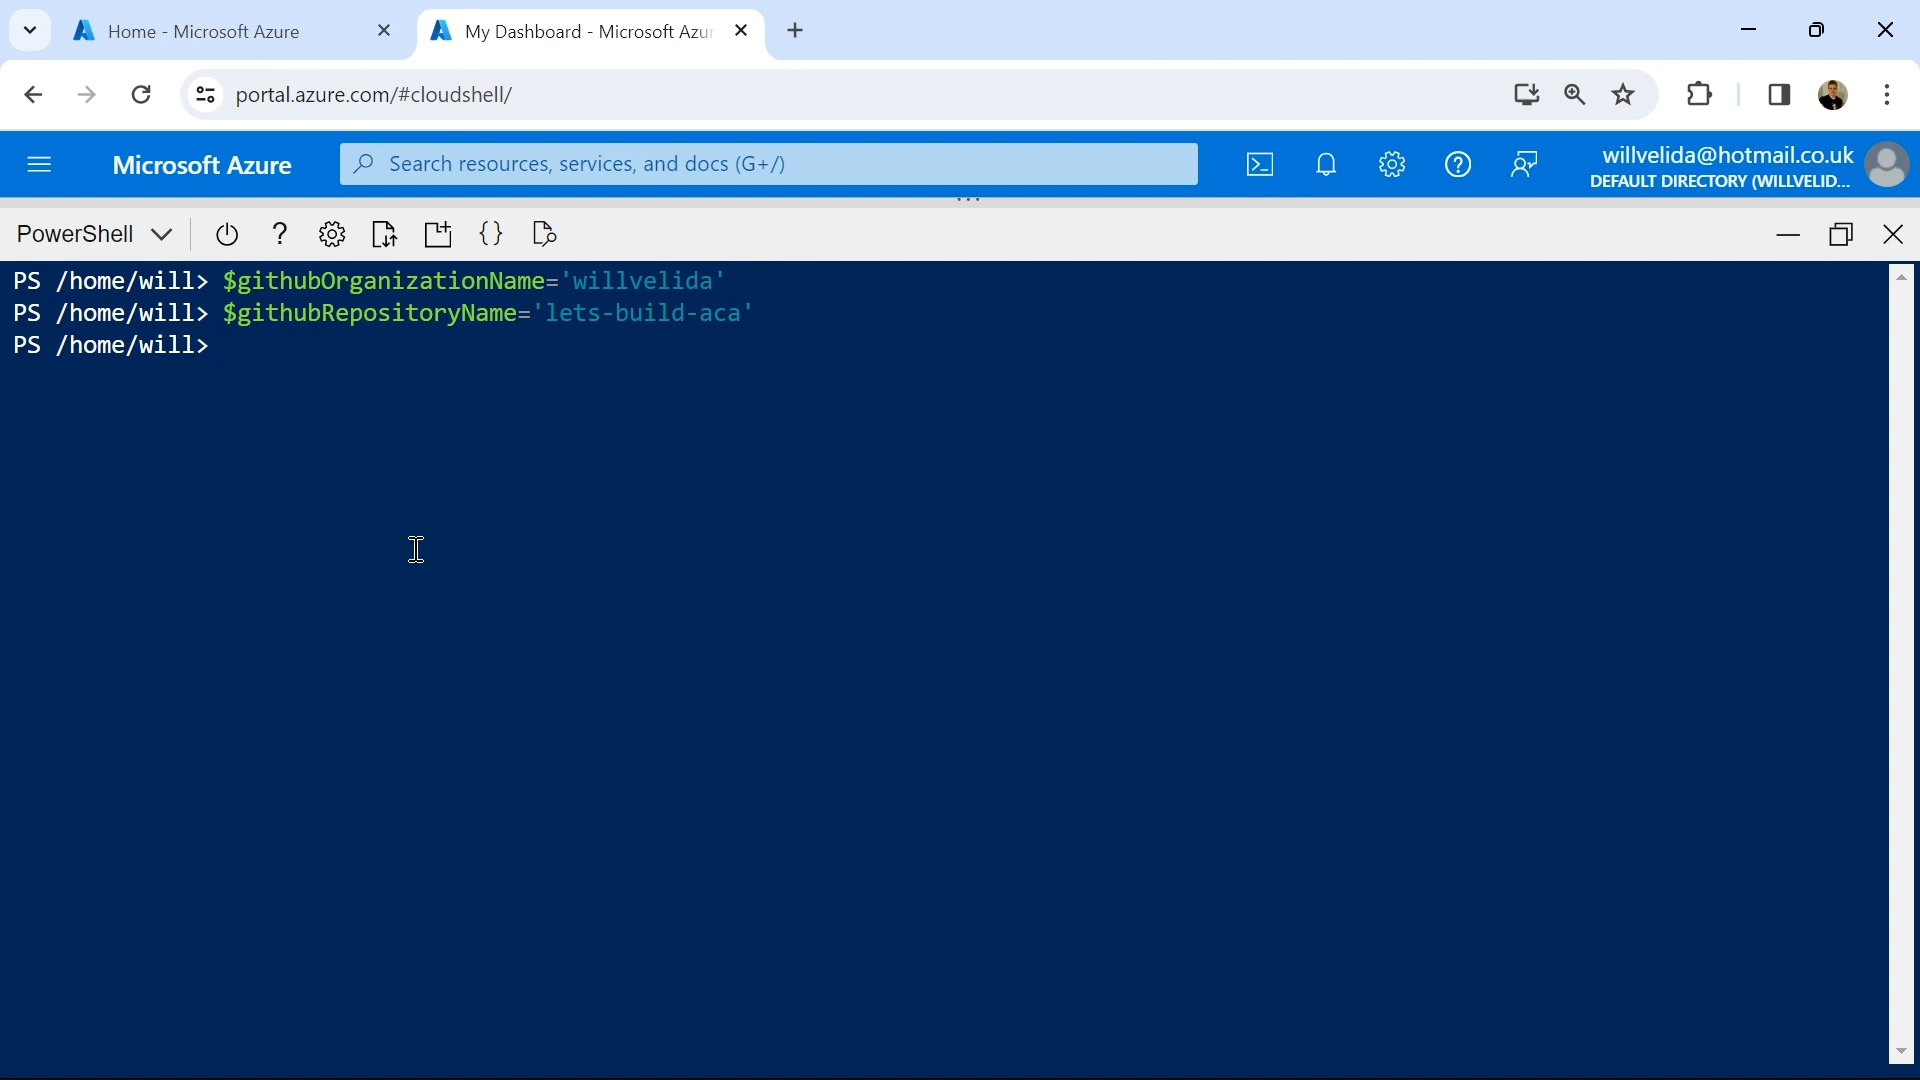 Home - Microsoft Azure
My Dashboard - Microsoft Azur
portal.azure.com/#cloudshell/
Microsoft Azure
Search resources, services, and docs (G+/)
willvelida@hotmail.co.uk
DEFAULT DIRECTORY (WILLVELID...
PowerShell
PS /home/will> $githubOrganizationName='willvelida'
PS /home/will> $githubRepositoryName='lets-build-aca'
PS /home/will>